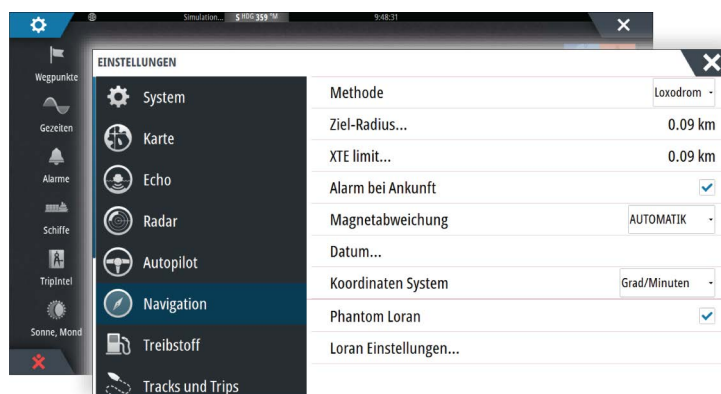 Simulation... S HDG 359 °M 9:48:31
Wegpunkte
Gezeiten
Alarme
Schiffe
TripIntel
Sonne, Mond
EINSTELLUNGEN
System
Karte
Echo
Radar
Autopilot
Navigation
Treibstoff
Tracks und Trips
Methode Loxodrom
Ziel-Radius... 0.09 km
XTE limit... 0.09 km
Alarm bei Ankunft
Magnetabweichung AUTOMATIK
Datum...
Koordinaten System Grad/Minuten
Phantom Loran
Loran Einstellungen...